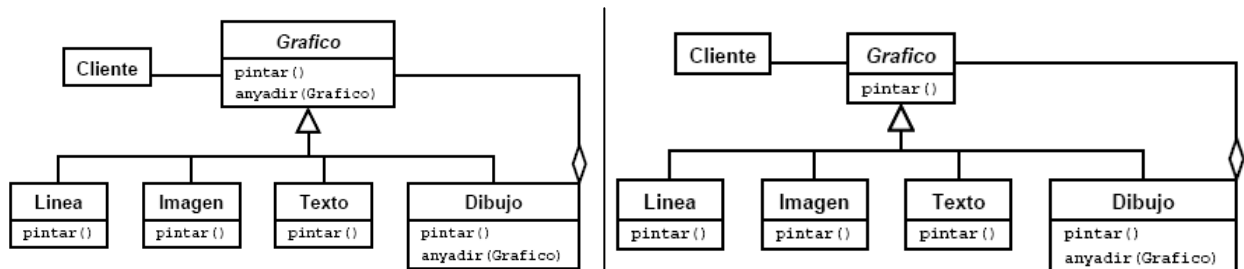 Grafico
Cliente
pintar()
anyadir(Grafico)
Linea
pintar()
Imagen
pintar()
Texto
pintar()
Dibujo
pintar()
anyadir(Grafico)
Grafico
Cliente
pintar()
Linea
pintar()
Imagen
pintar()
Texto
pintar()
Dibujo
pintar()
anyadir(Grafico)